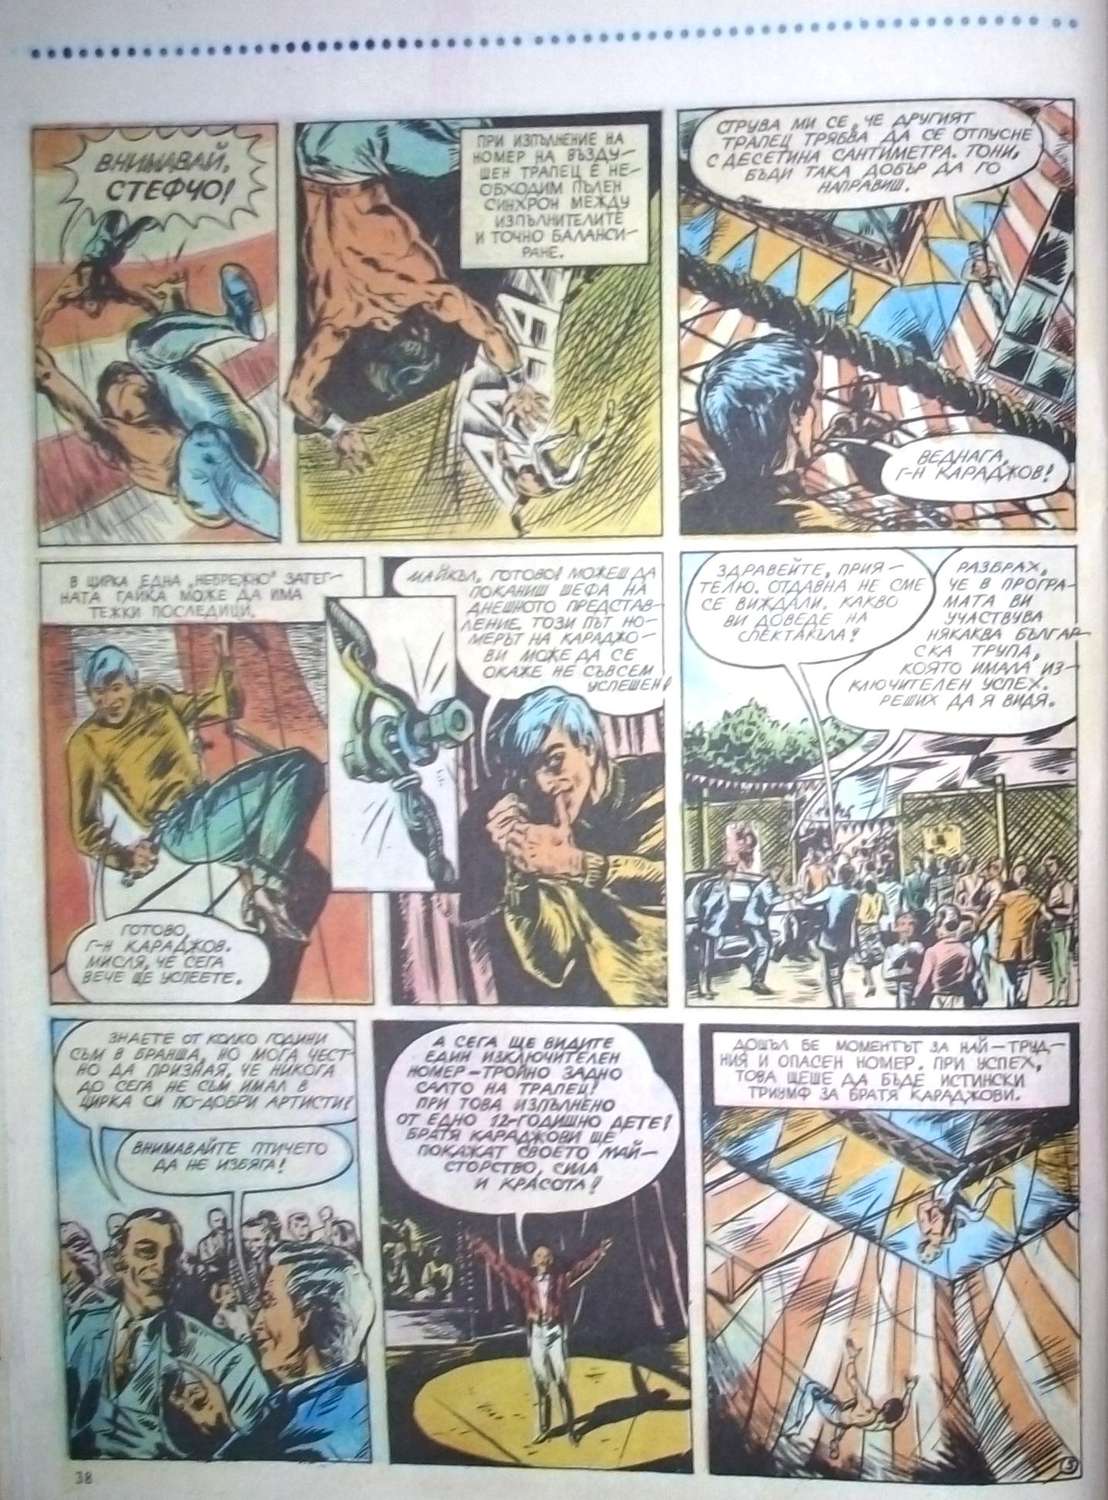 ВНИМАВАЙ,
СТЕФЧО!
ПРИ ИЗПЪЛНЕНИЕ НА
НОМЕР НА ВЪЗДУ-
ШЕН ТРАПЕЦ Е НЕ-
ОБХОДИМ ПЪЛЕН
СИНХРОН МЕЖДУ
ИЗПЪЛНИТЕЛИТЕ
И ТОЧНО БАЛАНСИ-
РАНЕ.
СТРУВА МИ СЕ, ЧЕ ДРУГИЯТ
ТРАПЕЦ ТРЯБВА ДА СЕ ОТПУСНЕ
С ДЕСЕТИНА САНТИМЕТРА. ТОНИ,
БЪДИ ТАКА ДОБЪР ДА ГО
НАПРАВИШ.
ВЕДНАГА,
Г-Н КАРАДЖОВ!
В ЦИРКА ЕДНА „НЕБРЕЖНО" ЗАТЕГ-
НАТА ГАЙКА МОЖЕ ДА ИМА
ТЕЖКИ ПОСЛЕДИЦИ.
ГОТОВО,
Г-Н КАРАДЖОВ.
МИСЛЯ, ЧЕ СЕГА
ВЕЧЕ ЩЕ УСПЕЕТЕ.
МАЙКЪЛ, ГОТОВО! МОЖЕШ ДА
ПОКАНИШ ШЕФА НА
ДНЕШНОТО ПРЕДСТАВ-
ЛЕНИЕ. ТОЗИ ПЪТ НО-
МЕРЪТ НА КАРАДЖО-
ВИ МОЖЕ ДА СЕ
ОКАЖЕ НЕ СЪВСЕМ
УСПЕШЕН!
ЗДРАВЕЙТЕ, ПРИЯ-
ТЕЛЮ. ОТДАВНА НЕ СМЕ
СЕ ВИЖДАЛИ. КАКВО
ВИ ДОВЕДЕ НА
СПЕКТАКЪЛА?
РАЗБРАХ,
ЧЕ В ПРОГРА-
МАТА ВИ
УЧАСТВУВА
НЯКАКВА БЪЛГАР-
СКА ТРУПА,
КОЯТО ИМАЛА ИЗ-
КЛЮЧИТЕЛЕН УСПЕХ.
РЕШИХ ДА Я ВИДЯ.
ЗНАЕТЕ ОТ КОЛКО ГОДИНИ
СЪМ В БРАНША, НО МОГА ЧЕСТ-
НО ДА ПРИЗНАЯ, ЧЕ НИКОГА
ДО СЕГА НЕ СЪМ ИМАЛ В
ЦИРКА СИ ПО-ДОБРИ АРТИСТИ!
ВНИМАВАЙТЕ ПТИЧЕТО
ДА НЕ ИЗБЯГА!
А СЕГА ЩЕ ВИДИТЕ
ЕДИН ИЗКЛЮЧИТЕЛЕН
НОМЕР-ТРОЙНО ЗАДНО
САЛТО НА ТРАПЕЦ!
ПРИ ТОВА ИЗПЪЛНЕНО
ОТ ЕДНО 12-ГОДИШНО ДЕТЕ!
БРАТЯ КАРАДЖОВИ ЩЕ
ПОКАЖАТ СВОЕТО МАЙ-
СТОРСТВО, СИЛА
И КРАСОТА!
ДОШЪЛ БЕ МОМЕНТЪТ ЗА НАЙ-ТРУД-
НИЯ И ОПАСЕН НОМЕР. ПРИ УСПЕХ,
ТОВА ЩЕШЕ ДА БЪДЕ ИСТИНСКИ
ТРИУМФ ЗА БРАТЯ КАРАДЖОВИ.
38
5